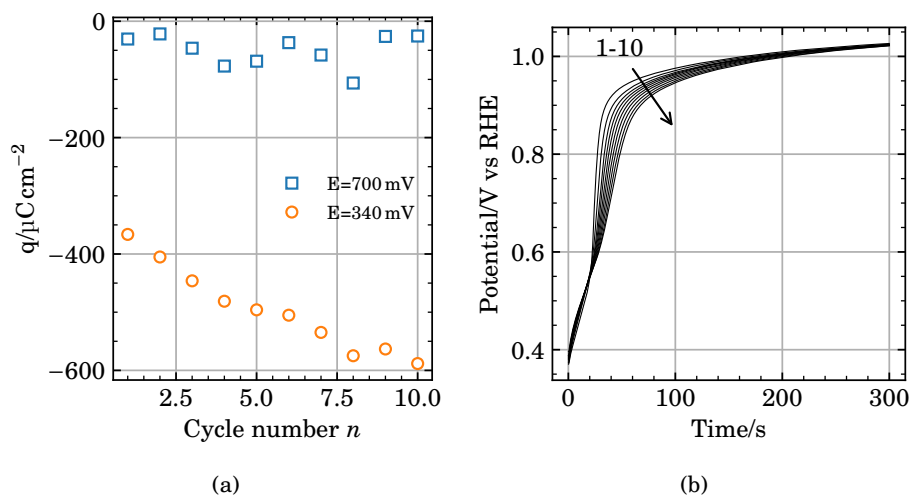 0
−200
−400
−600
q/µC cm⁻²
E=700 mV
E=340 mV
2.5 5.0 7.5 10.0
Cycle number n
(a)
1.0
0.8
0.6
0.4
Potential/V vs RHE
1-10
0 100 200 300
Time/s
(b)